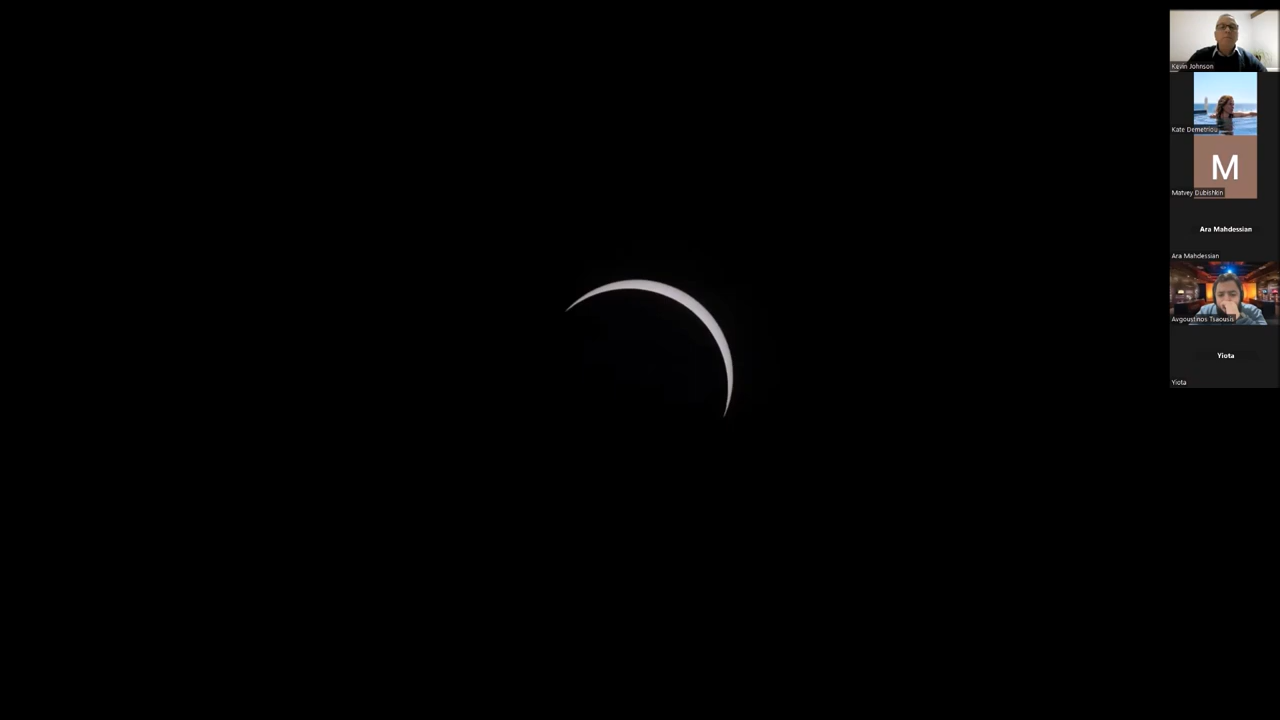 Kevin Johnson
Kate Demetriou
M
Matvey Dubishkin
Ara Mahdessian
Ara Mahdessian
Avgoustinos Tsaousis
Yiota
Yiota